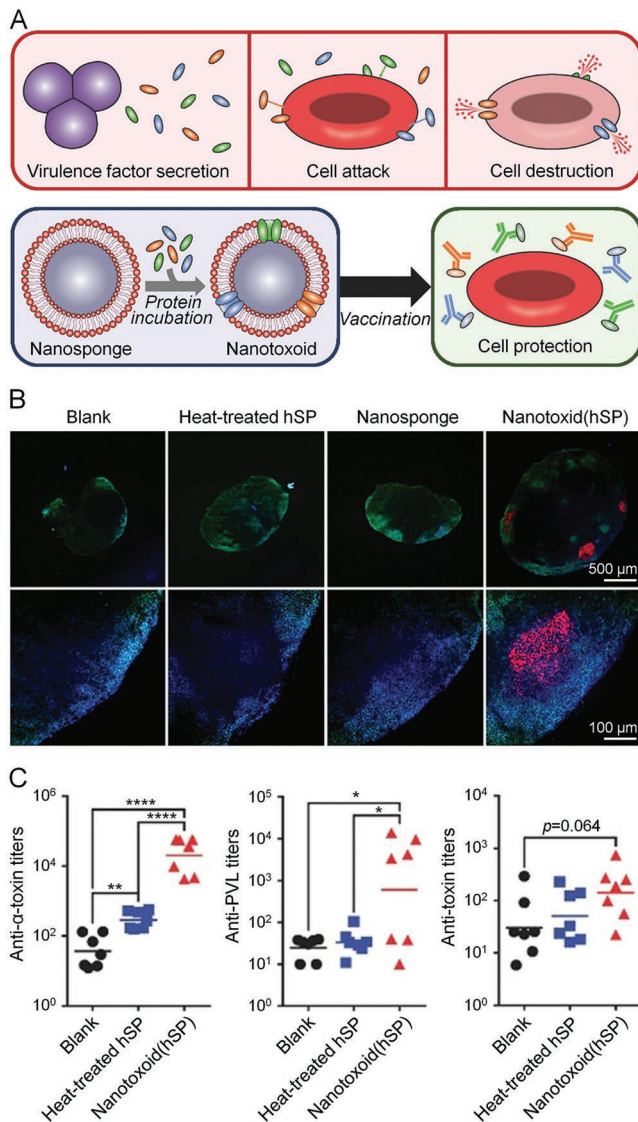 A
Virulence factor secretion
Cell attack
Cell destruction
Protein
incubation
Nanosponge
Nanotoxoid
Vaccination
Cell protection
B
Blank
Heat-treated hSP
Nanosponge
Nanotoxid(hSP)
500 µm
100 µm
C
Anti-α-toxin titers
10⁶
10⁴
10²
10⁰
****
****
**
Blank
Heat-treated hSP
Nanotoxoid(hSP)
Anti-PVL titers
10⁵
10⁴
10³
10²
10¹
10⁰
*
*
Blank
Heat-treated hSP
Nanotoxoid(hSP)
Anti-toxin titers
10⁴
10³
10²
10¹
10⁰
p=0.064
Blank
Heat-treated hSP
Nanotoxoid(hSP)